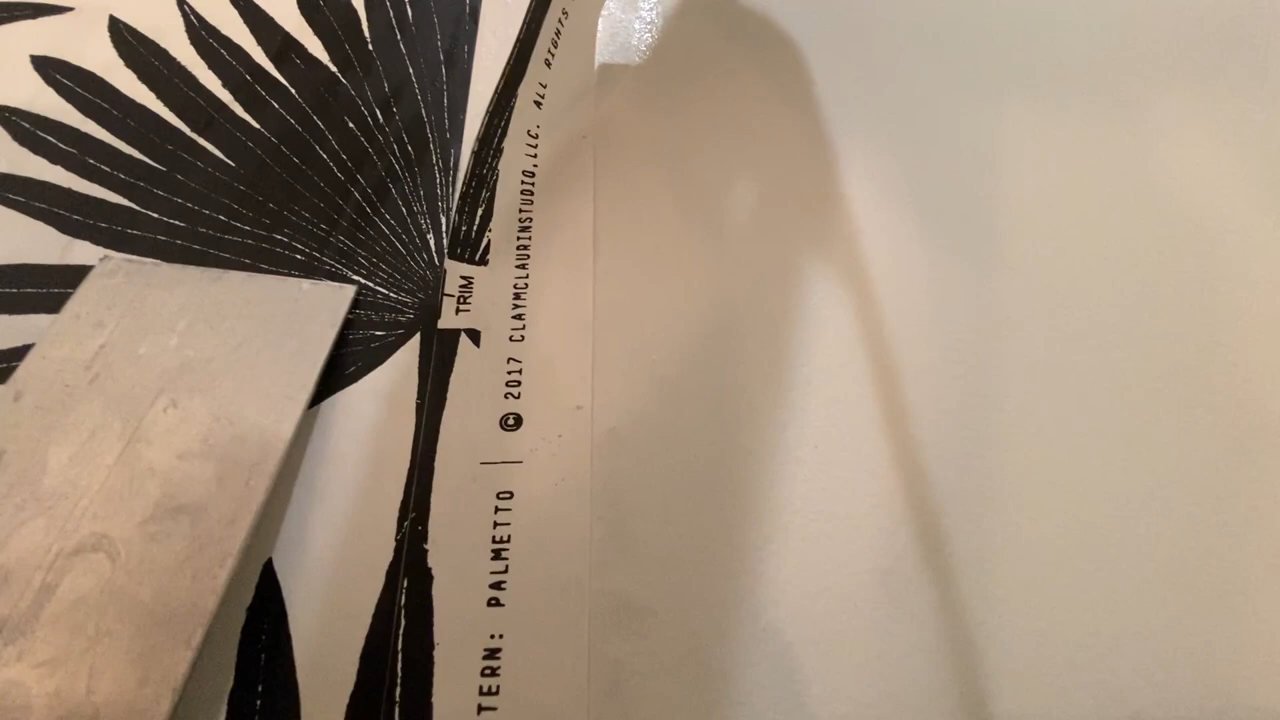 TRIM
TERN: PALMETTO | © 2017 CLAYMCLAURINSTUDIO,LLC. ALL RIGHTS